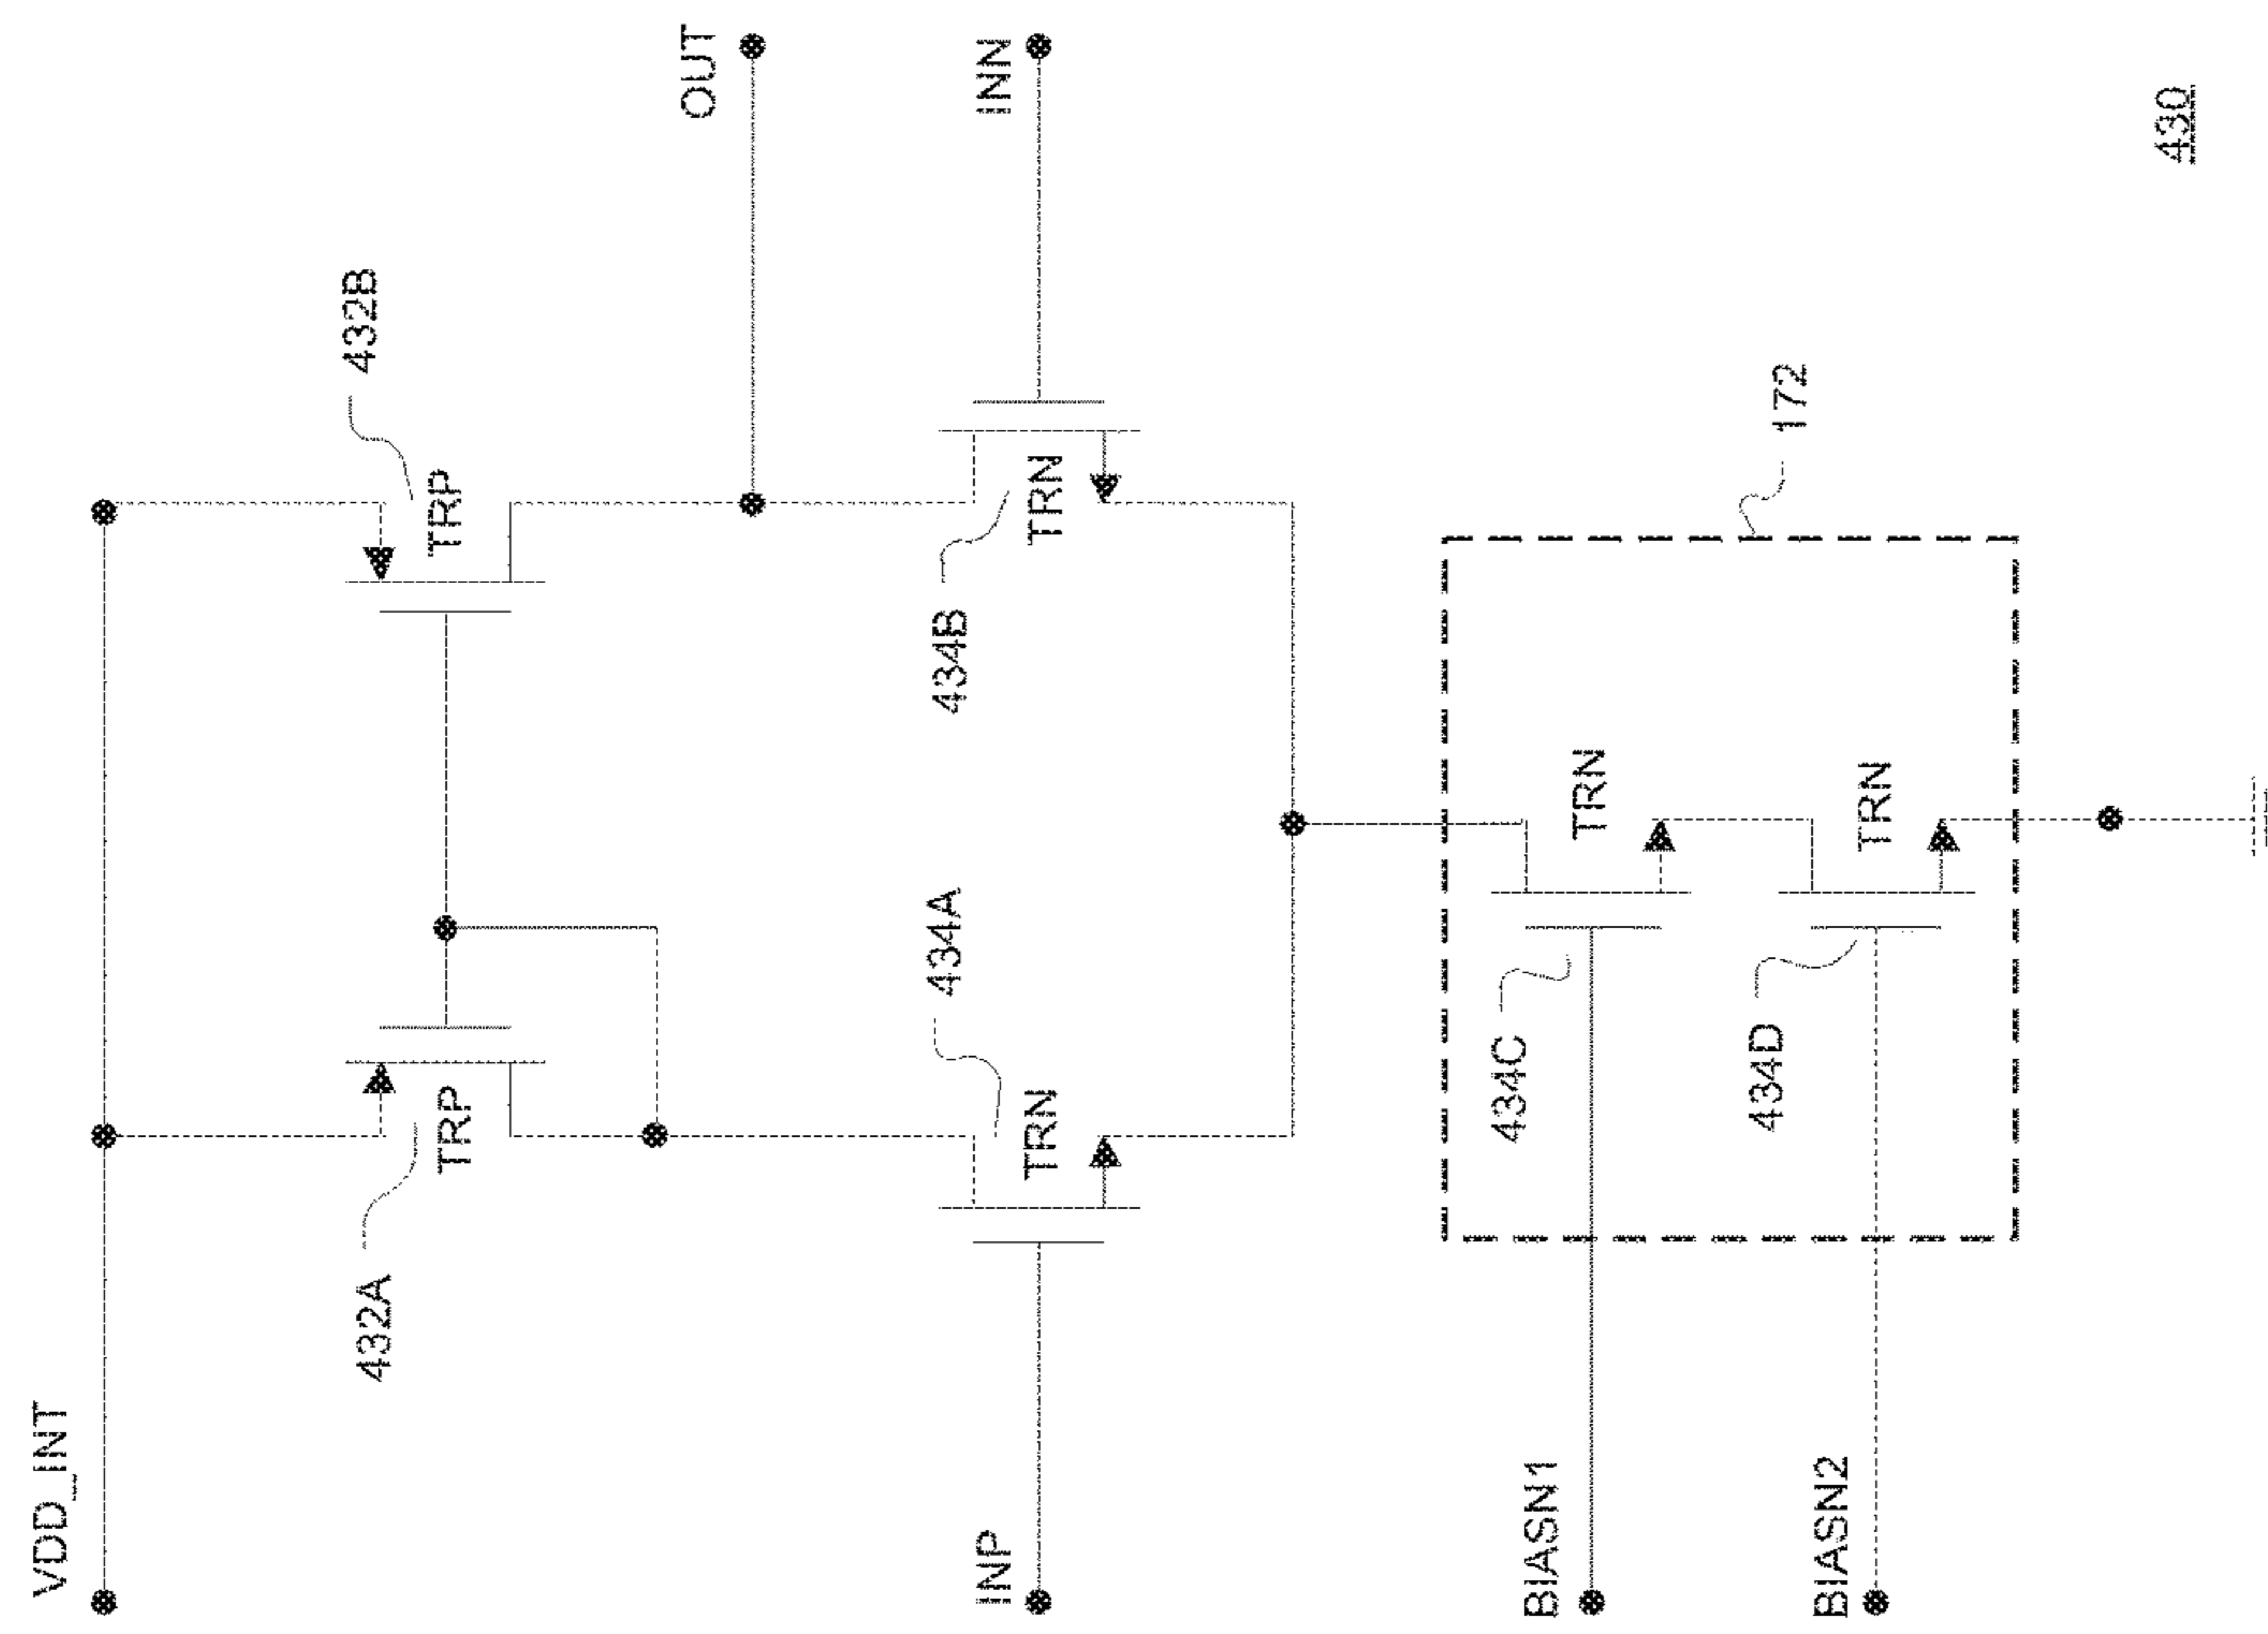 VDD_INT
432A
TRP
432B
TRP
OUT
INP
434A
TRN
434B
TRN
INN
BIASN1
434C
TRN
172
BIASN2
434D
TRN
430